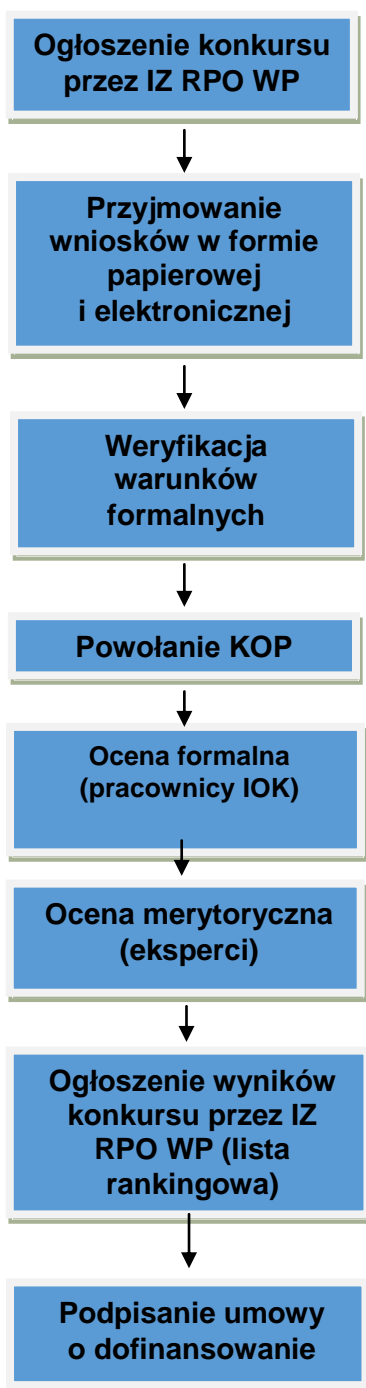 Ogłoszenie konkursu
przez IZ RPO WP
Przyjmowanie
wniosków w formie
papierowej
i elektronicznej
Weryfikacja
warunków
formalnych
Powołanie KOP
Ocena formalna
(pracownicy IOK)
Ocena merytoryczna
(eksperci)
Ogłoszenie wyników
konkursu przez IZ
RPO WP (lista
rankingowa)
Podpisanie umowy
o dofinansowanie